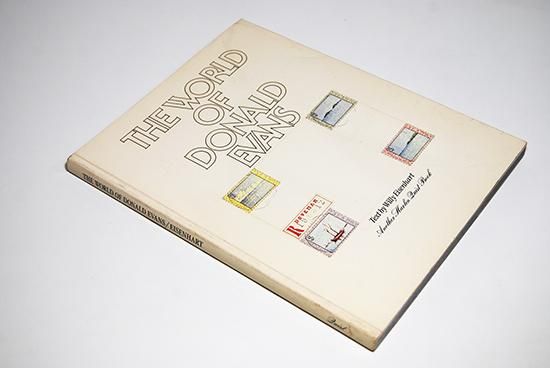 THE WORLD
OF
DONALD
EVANS
Text by Willy Eisenhart
Another Harlin Quist Book
THE WORLD OF DONALD EVANS / EISENHART
R